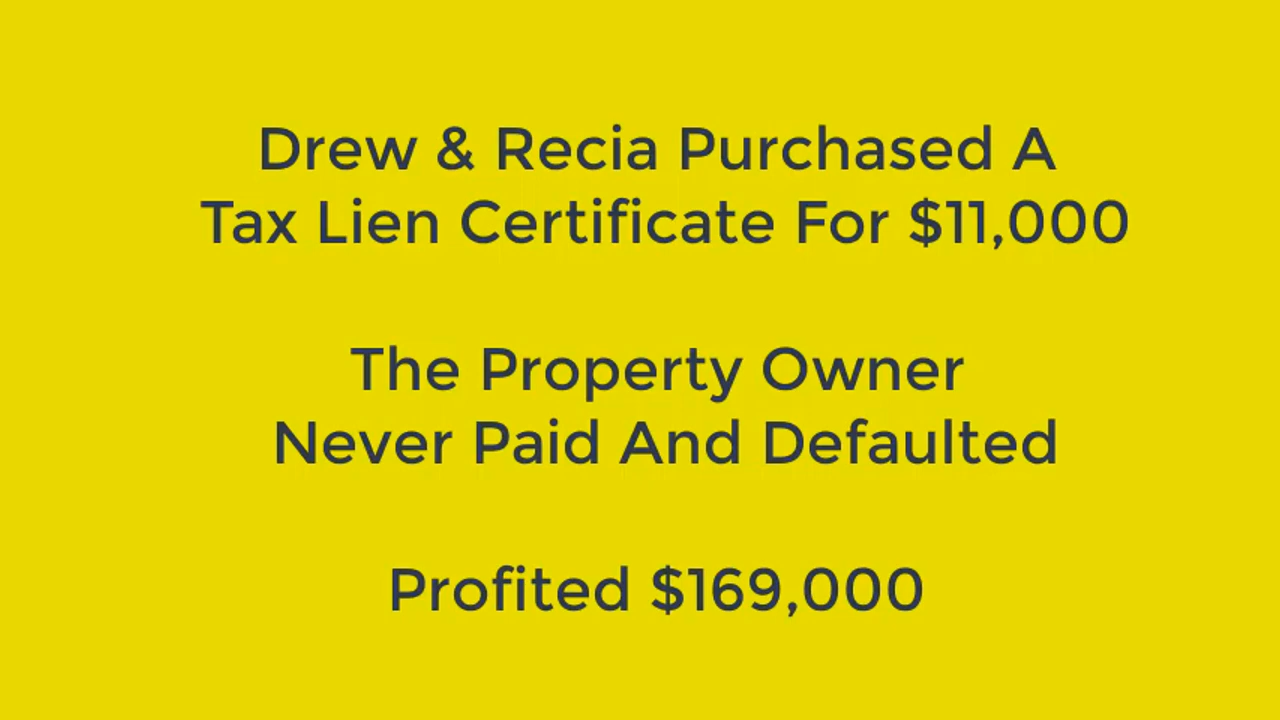 Drew & Recia Purchased A
Tax Lien Certificate For $11,000
The Property Owner
Never Paid And Defaulted
Profited $169,000